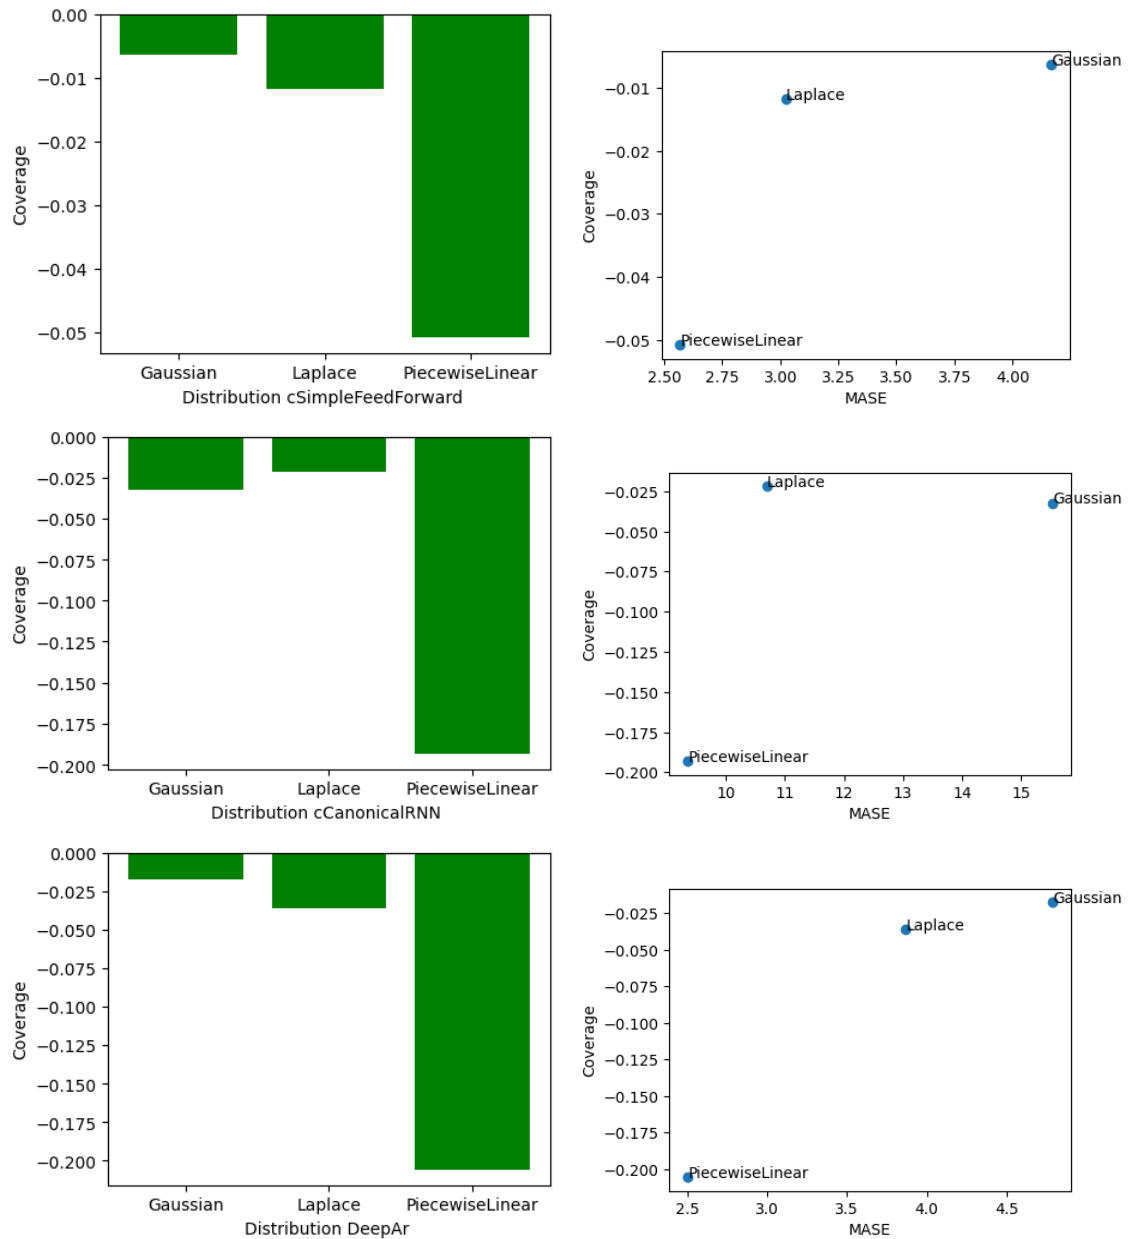 0.00
−0.01
−0.02
−0.03
−0.04
−0.05
Coverage
Gaussian Laplace PiecewiseLinear
Distribution cSimpleFeedForward
−0.01
−0.02
−0.03
−0.04
−0.05
Coverage
Gaussian
Laplace
PiecewiseLinear
2.50 2.75 3.00 3.25 3.50 3.75 4.00
MASE
0.000
−0.025
−0.050
−0.075
−0.100
−0.125
−0.150
−0.175
−0.200
Coverage
Gaussian Laplace PiecewiseLinear
Distribution cCanonicalRNN
−0.025
−0.050
−0.075
−0.100
−0.125
−0.150
−0.175
−0.200
Coverage
Laplace
Gaussian
PiecewiseLinear
10 11 12 13 14 15
MASE
0.000
−0.025
−0.050
−0.075
−0.100
−0.125
−0.150
−0.175
−0.200
Coverage
Gaussian Laplace PiecewiseLinear
Distribution DeepAr
−0.025
−0.050
−0.075
−0.100
−0.125
−0.150
−0.175
−0.200
Coverage
Gaussian
Laplace
PiecewiseLinear
2.5 3.0 3.5 4.0 4.5
MASE